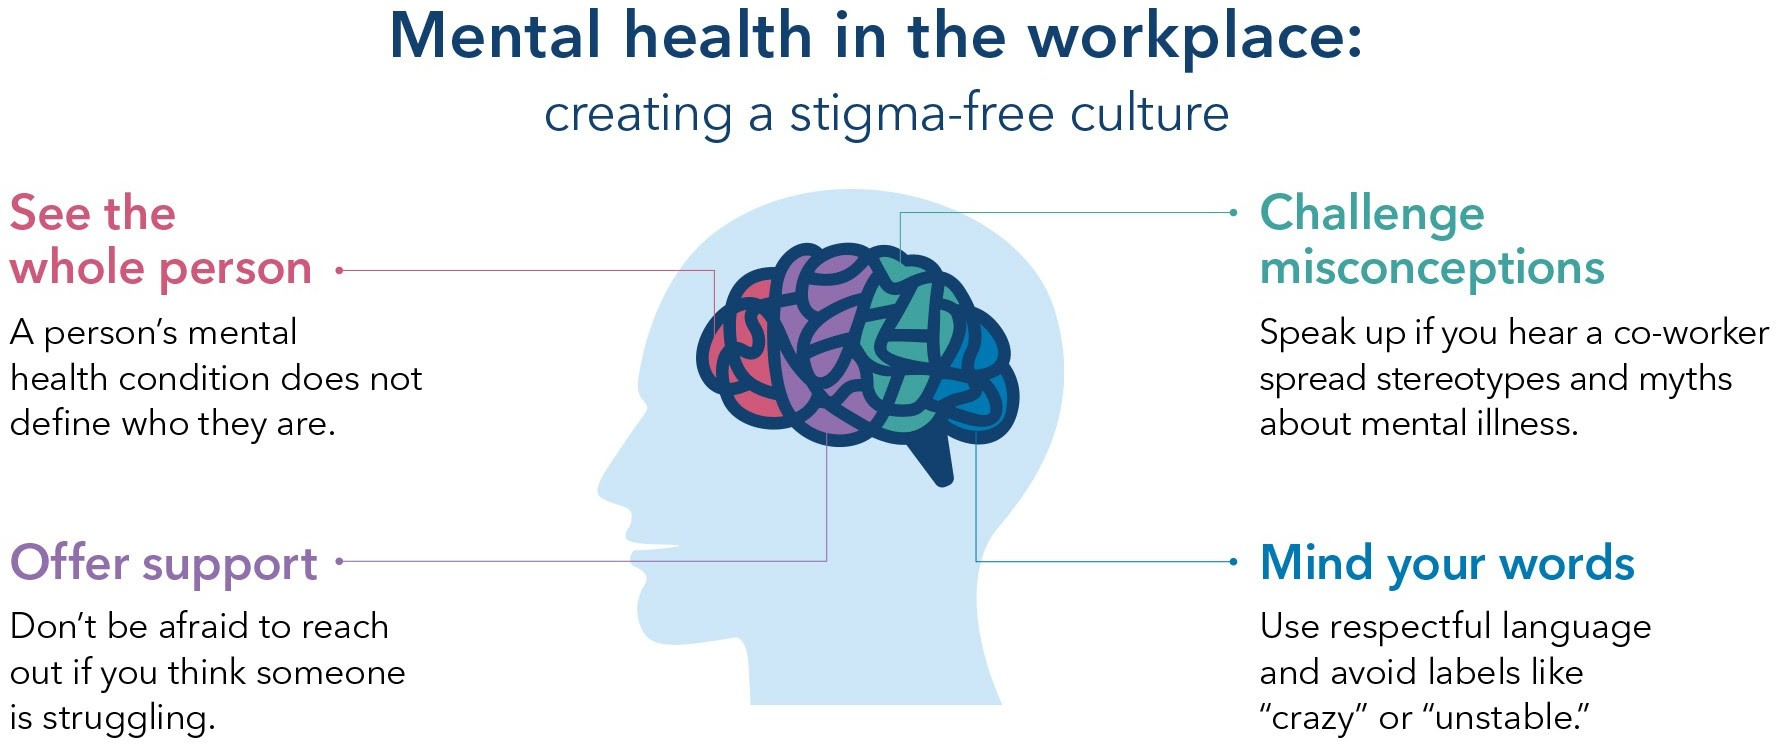 Mental health in the workplace:
creating a stigma-free culture
See the
whole person
A person’s mental
health condition does not
define who they are.
Offer support
Don’t be afraid to reach
out if you think someone
is struggling.
Challenge
misconceptions
Speak up if you hear a co-worker
spread stereotypes and myths
about mental illness.
Mind your words
Use respectful language
and avoid labels like
“crazy” or “unstable.”